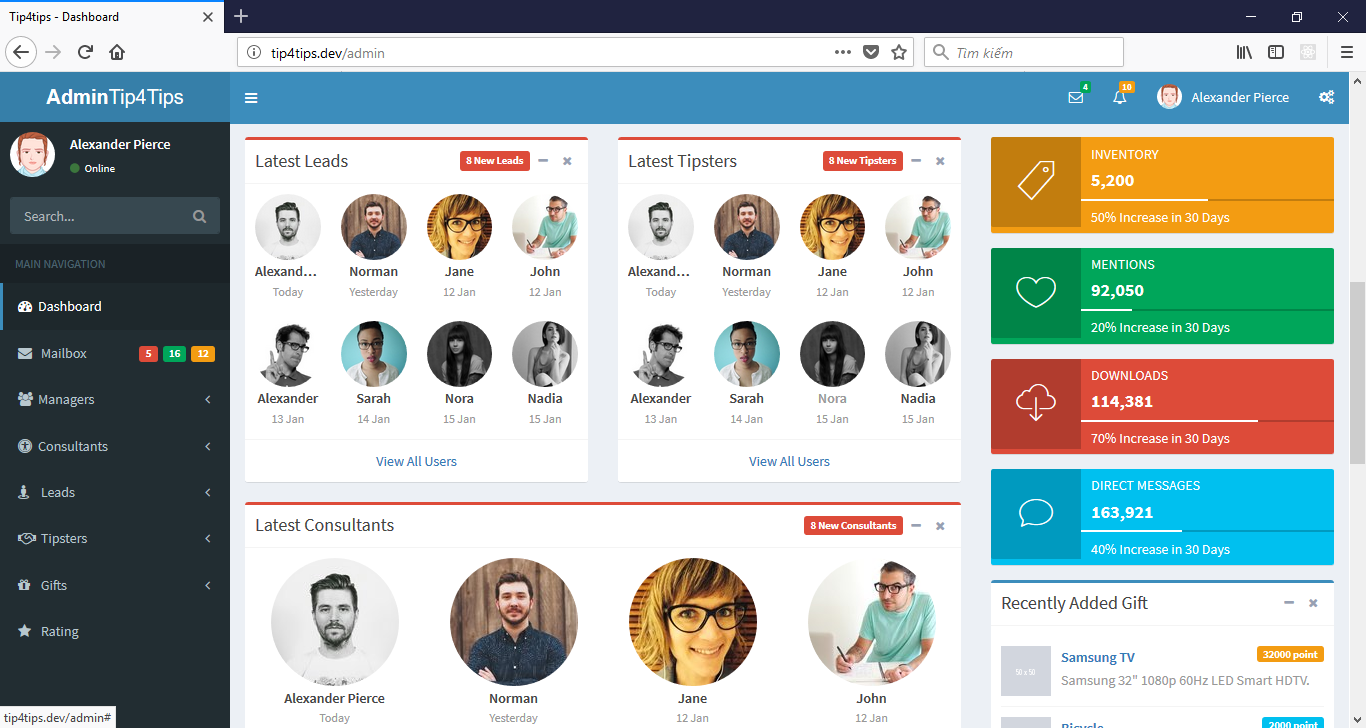 Tip4tips - Dashboard
tip4tips.dev/admin
Tìm kiếm
AdminTip4Tips
4
10
Alexander Pierce
Alexander Pierce
Online
Search...
MAIN NAVIGATION
Dashboard
Mailbox 5 16 12
Managers
Consultants
Leads
Tipsters
Gifts
Rating
tip4tips.dev/admin#
Latest Leads 8 New Leads
Alexand... Norman Jane John
Today Yesterday 12 Jan 12 Jan
Alexander Sarah Nora Nadia
13 Jan 14 Jan 15 Jan 15 Jan
View All Users
Latest Tipsters 8 New Tipsters
Alexand... Norman Jane John
Today Yesterday 12 Jan 12 Jan
Alexander Sarah Nora Nadia
13 Jan 14 Jan 15 Jan 15 Jan
View All Users
Latest Consultants 8 New Consultants
Alexander Pierce Norman Jane John
Today Yesterday 12 Jan 12 Jan
INVENTORY
5,200
50% Increase in 30 Days
MENTIONS
92,050
20% Increase in 30 Days
DOWNLOADS
114,381
70% Increase in 30 Days
DIRECT MESSAGES
163,921
40% Increase in 30 Days
Recently Added Gift
50 x 50
Samsung TV 32000 point
Samsung 32" 1080p 60Hz LED Smart HDTV.
Bicycle 2000 point